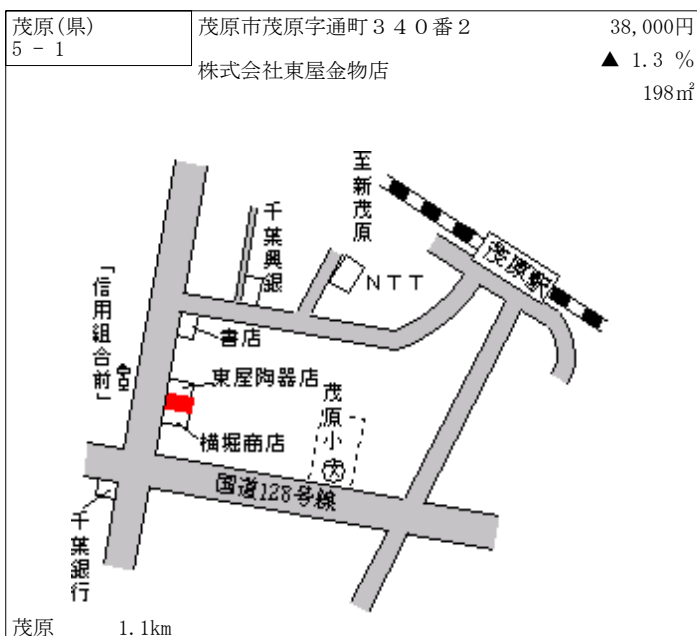 茂原(県)
5 - 1
茂原市茂原字通町340番2
株式会社東屋金物店
38,000円
▲ 1.3 %
198㎡
至新茂原
千葉興銀
茂原駅
NTT
「信用組合前」
書店
東屋陶器店
茂原小
文
横堀商店
国道128号線
千葉銀行
茂原 1.1km